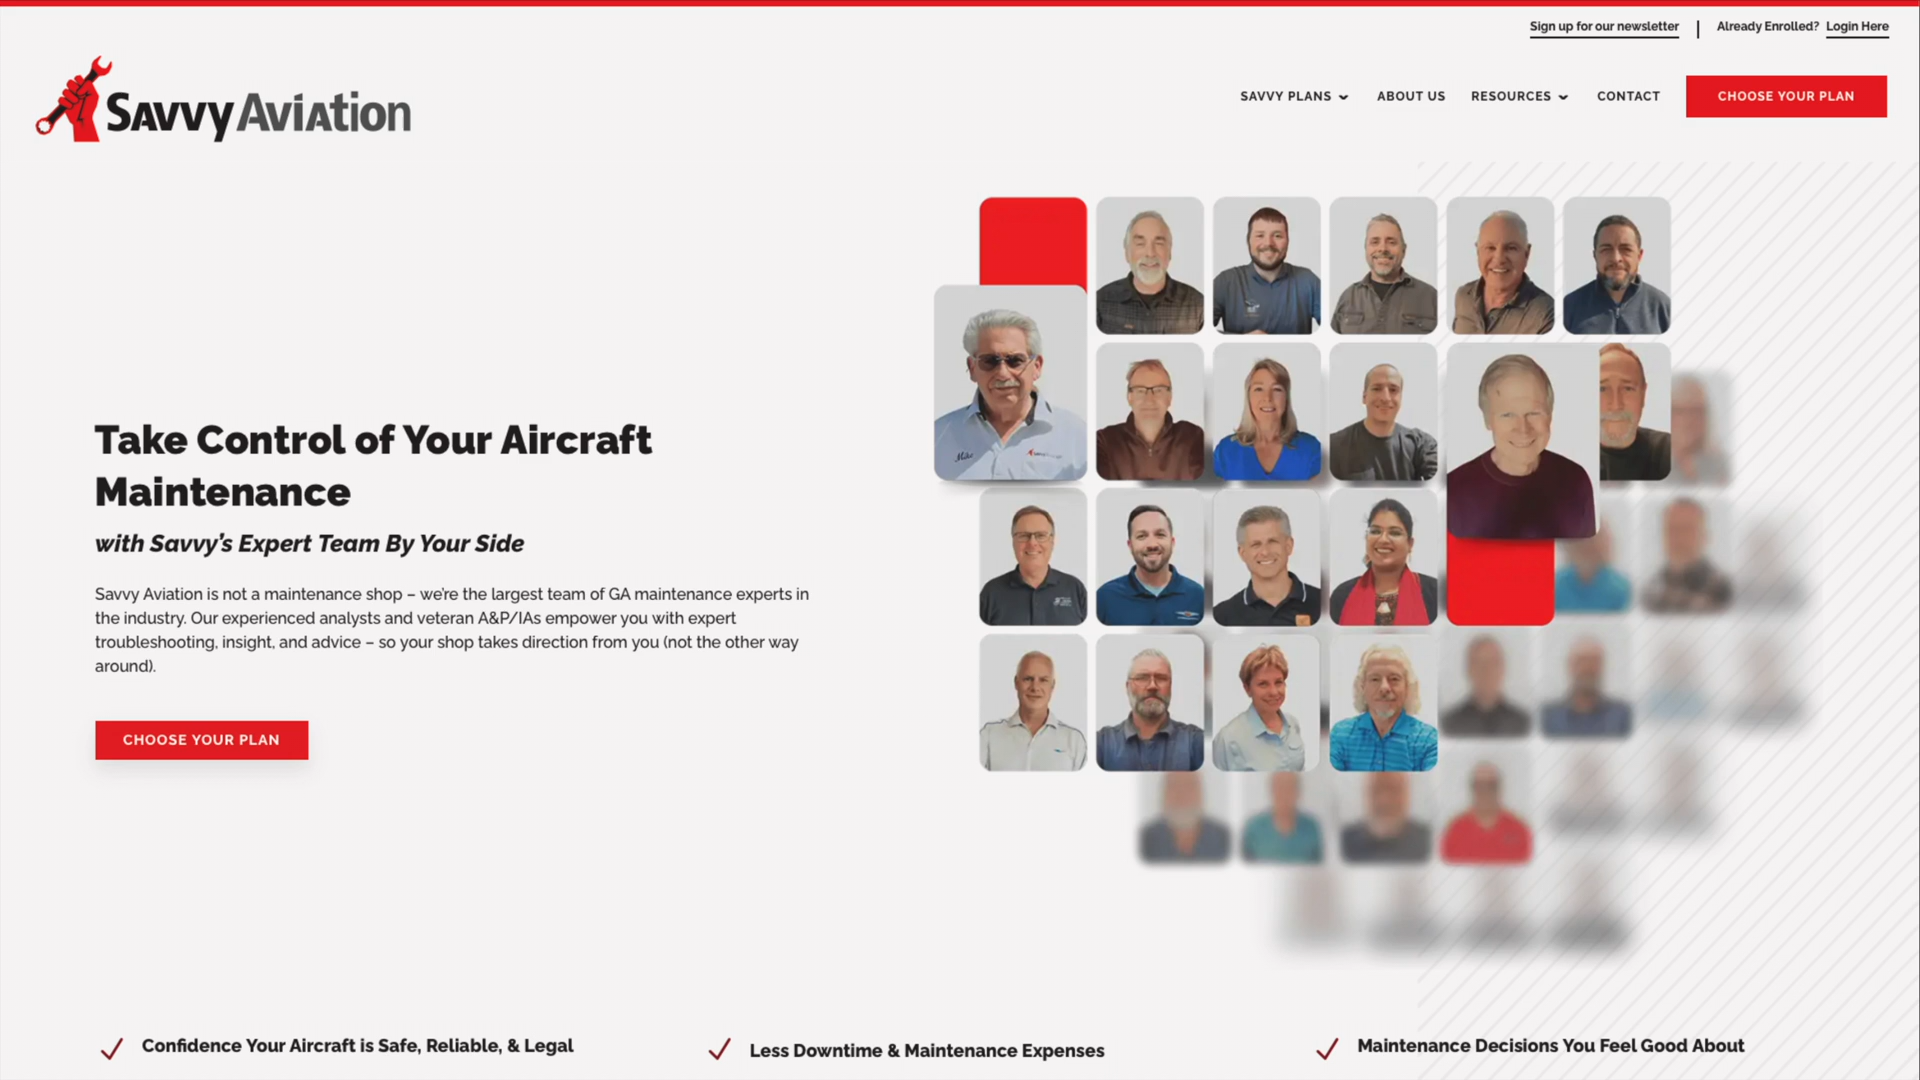 Sign up for our newsletter | Already Enrolled? Login Here
SAVVY AVIATION
SAVVY PLANS ABOUT US RESOURCES CONTACT CHOOSE YOUR PLAN
Take Control of Your Aircraft
Maintenance
with Savvy's Expert Team By Your Side
Savvy Aviation is not a maintenance shop – we're the largest team of GA maintenance experts in
the industry. Our experienced analysts and veteran A&P/IAs empower you with expert
troubleshooting, insight, and advice – so your shop takes direction from you (not the other way
around).
CHOOSE YOUR PLAN
Mike
Confidence Your Aircraft is Safe, Reliable, & Legal
Less Downtime & Maintenance Expenses
Maintenance Decisions You Feel Good About